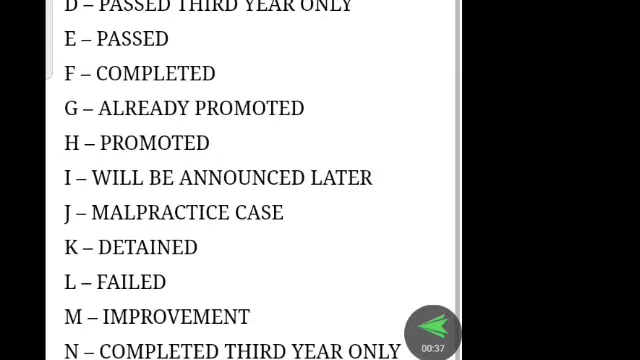 D – PASSED THIRD YEAR ONLY
E – PASSED
F – COMPLETED
G – ALREADY PROMOTED
H – PROMOTED
I – WILL BE ANNOUNCED LATER
J – MALPRACTICE CASE
K – DETAINED
L – FAILED
M – IMPROVEMENT
N – COMPLETED THIRD YEAR ONLY
00:37